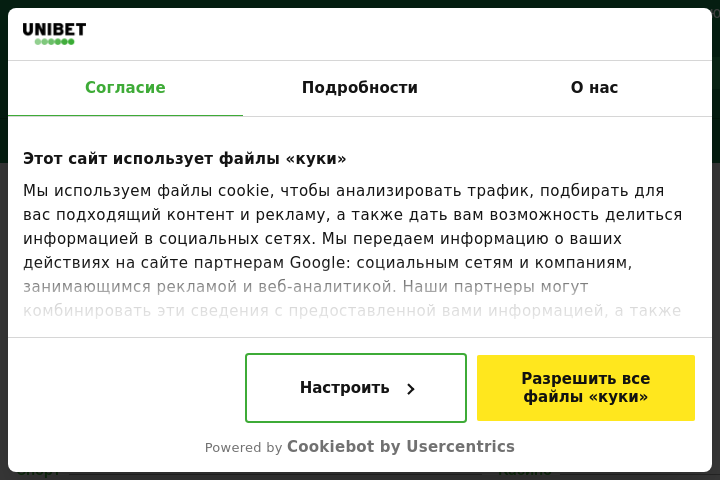 UNIBET
Согласие
Подробности
О нас
Этот сайт использует файлы «куки»
Мы используем файлы cookie, чтобы анализировать трафик, подбирать для
вас подходящий контент и рекламу, а также дать вам возможность делиться
информацией в социальных сетях. Мы передаем информацию о ваших
действиях на сайте партнерам Google: социальным сетям и компаниям,
занимающимся рекламой и веб-аналитикой. Наши партнеры могут
комбинировать эти сведения с предоставленной вами информацией, а также
Настроить
Разрешить все
файлы «куки»
Powered by Cookiebot by Usercentrics